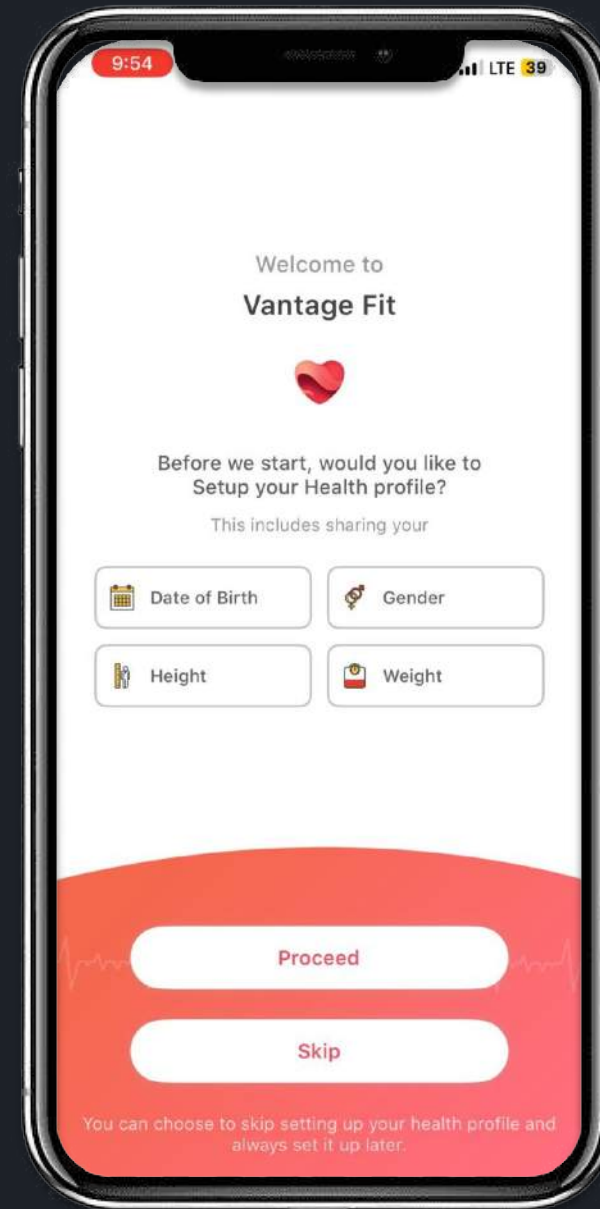 9:54
LTE 39
Welcome to
Vantage Fit
Before we start, would you like to
Setup your Health profile?
This includes sharing your
Date of Birth
Gender
Height
Weight
Proceed
Skip
You can choose to skip setting up your health profile and
always set it up later.